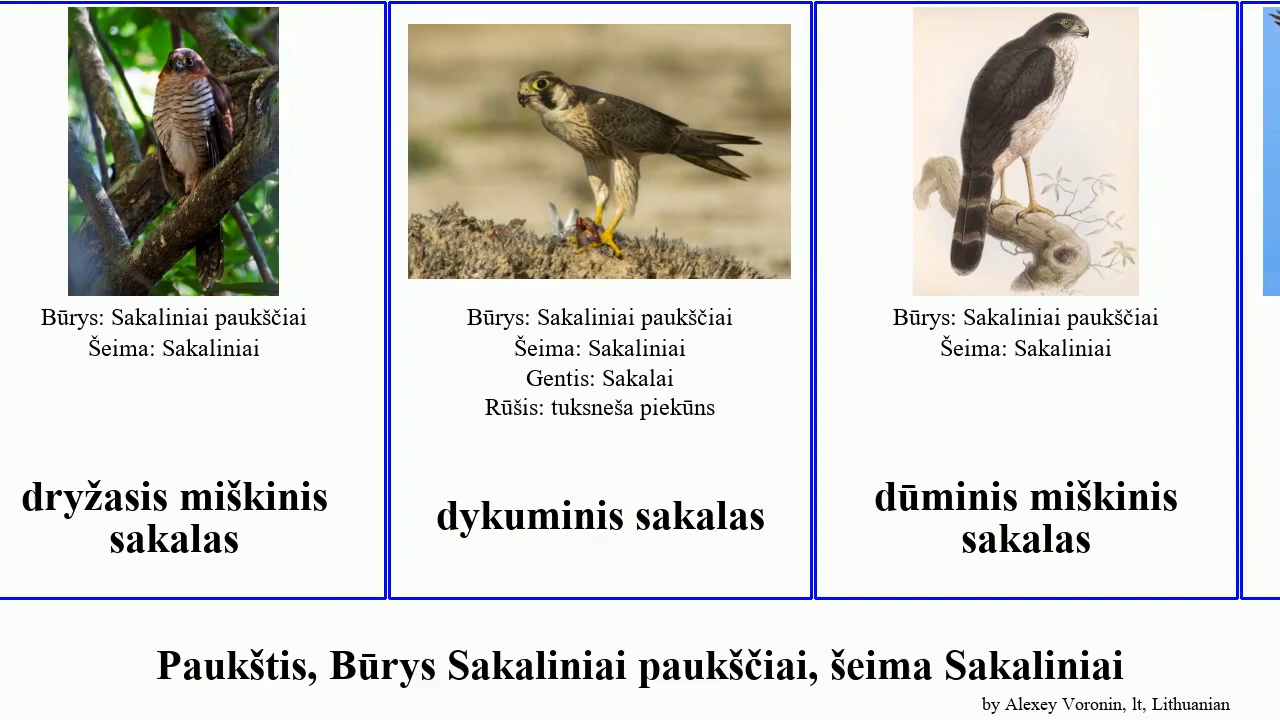 Būrys: Sakaliniai paukščiai
Šeima: Sakaliniai
dryžasis miškinis
sakalas
Būrys: Sakaliniai paukščiai
Šeima: Sakaliniai
Gentis: Sakalai
Rūšis: tuksneša piekūns
dykuminis sakalas
Būrys: Sakaliniai paukščiai
Šeima: Sakaliniai
dūminis miškinis
sakalas
Paukštis, Būrys Sakaliniai paukščiai, šeima Sakaliniai
by Alexey Voronin, lt, Lithuanian